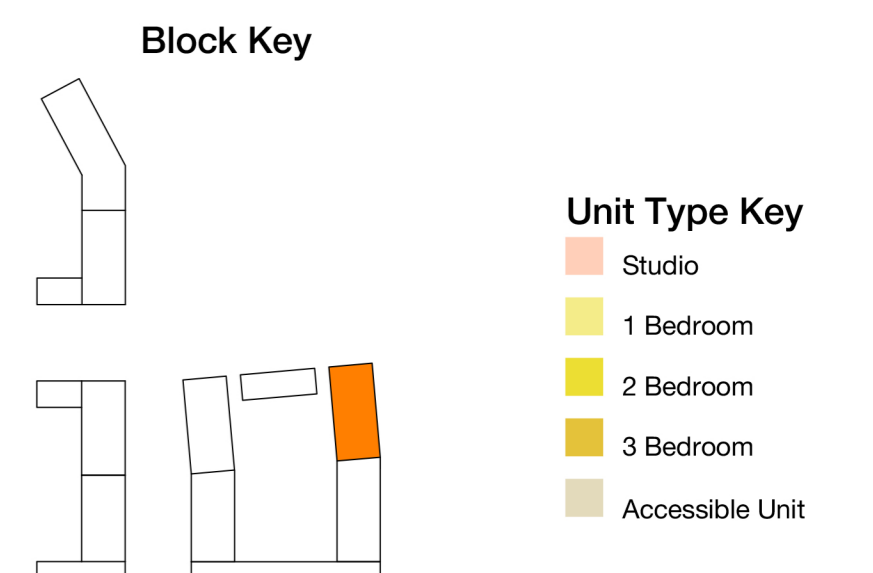 Block Key
Unit Type Key
Studio
1 Bedroom
2 Bedroom
3 Bedroom
Accessible Unit